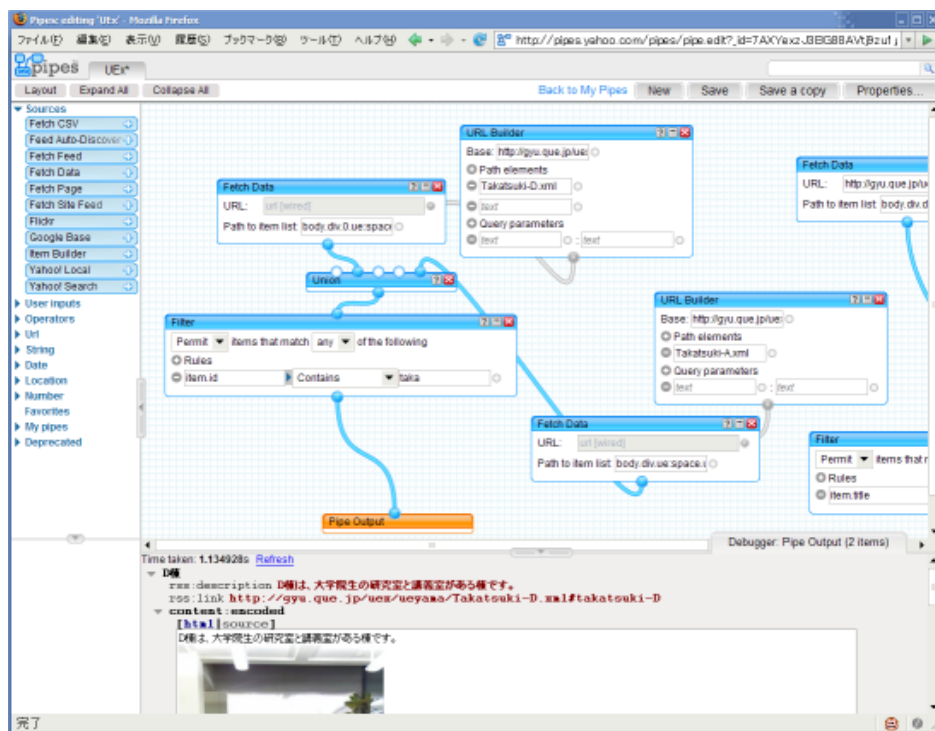 Pipes: editing 'UEx' - Mozilla Firefox
ファイル(F) 編集(E) 表示(V) 履歴(S) ブックマーク(B) ツール(T) ヘルプ(H) http://pipes.yahoo.com/pipes/pipe.edit?_id=
pipes UEx*
Layout Expand All Collapse All Back to My Pipes New Save Save a copy Properties...
Sources
Fetch CSV
Feed Auto-Discover
Fetch Feed
Fetch Data
Fetch Page
Fetch Site Feed
Flickr
Google Base
Item Builder
Yahoo! Local
Yahoo! Search
User inputs
Operators
Url
String
Date
Location
Number
Favorites
My pipes
Deprecated
URL Builder
Base: http://gyu.que.jp/ue
Path elements
Takatsuki-D.xml
text
Query parameters
text : text
Fetch Data
URL: url [wired]
Path to item list: body.div.0.ue:space
Fetch Data
URL: http://gyu.que.jp/u
Path to item list: body.div.d
Union
Filter
Permit items that match any of the following
Rules
item.id Contains taka
URL Builder
Base: http://gyu.que.jp/ue
Path elements
Takatsuki-A.xml
Query parameters
text : text
Fetch Data
URL: url [wired]
Path to item list: body.div.ue:space.
Filter
Permit items that
Rules
item.title
Pipe Output
Debugger: Pipe Output (2 items)
Time taken: 1.134928s Refresh
D棟
rss:description D棟は、大学院生の研究室と講義室がある棟です。
rss:link http://gyu.que.jp/uex/ueyama/Takatsuki-D.xml#takatsuki-D
content:encoded
[html|source]
D棟は、大学院生の研究室と講義室がある棟です。
完了